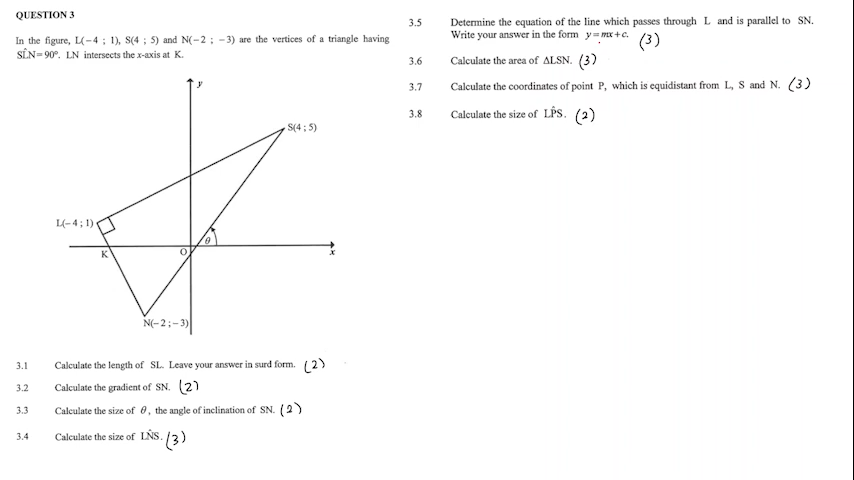 QUESTION 3
In the figure, L(−4 ; 1), S(4 ; 5) and N(−2 ; −3) are the vertices of a triangle having
SL̂N = 90°. LN intersects the x-axis at K.
y
S(4 ; 5)
L(−4 ; 1)
θ
K
O
x
N(−2 ; −3)
3.1 Calculate the length of SL. Leave your answer in surd form. (2)
3.2 Calculate the gradient of SN. (2)
3.3 Calculate the size of θ, the angle of inclination of SN. (2)
3.4 Calculate the size of LN̂S. (3)
3.5 Determine the equation of the line which passes through L and is parallel to SN.
Write your answer in the form y = mx + c. (3)
3.6 Calculate the area of ΔLSN. (3)
3.7 Calculate the coordinates of point P, which is equidistant from L, S and N. (3)
3.8 Calculate the size of LP̂S. (2)